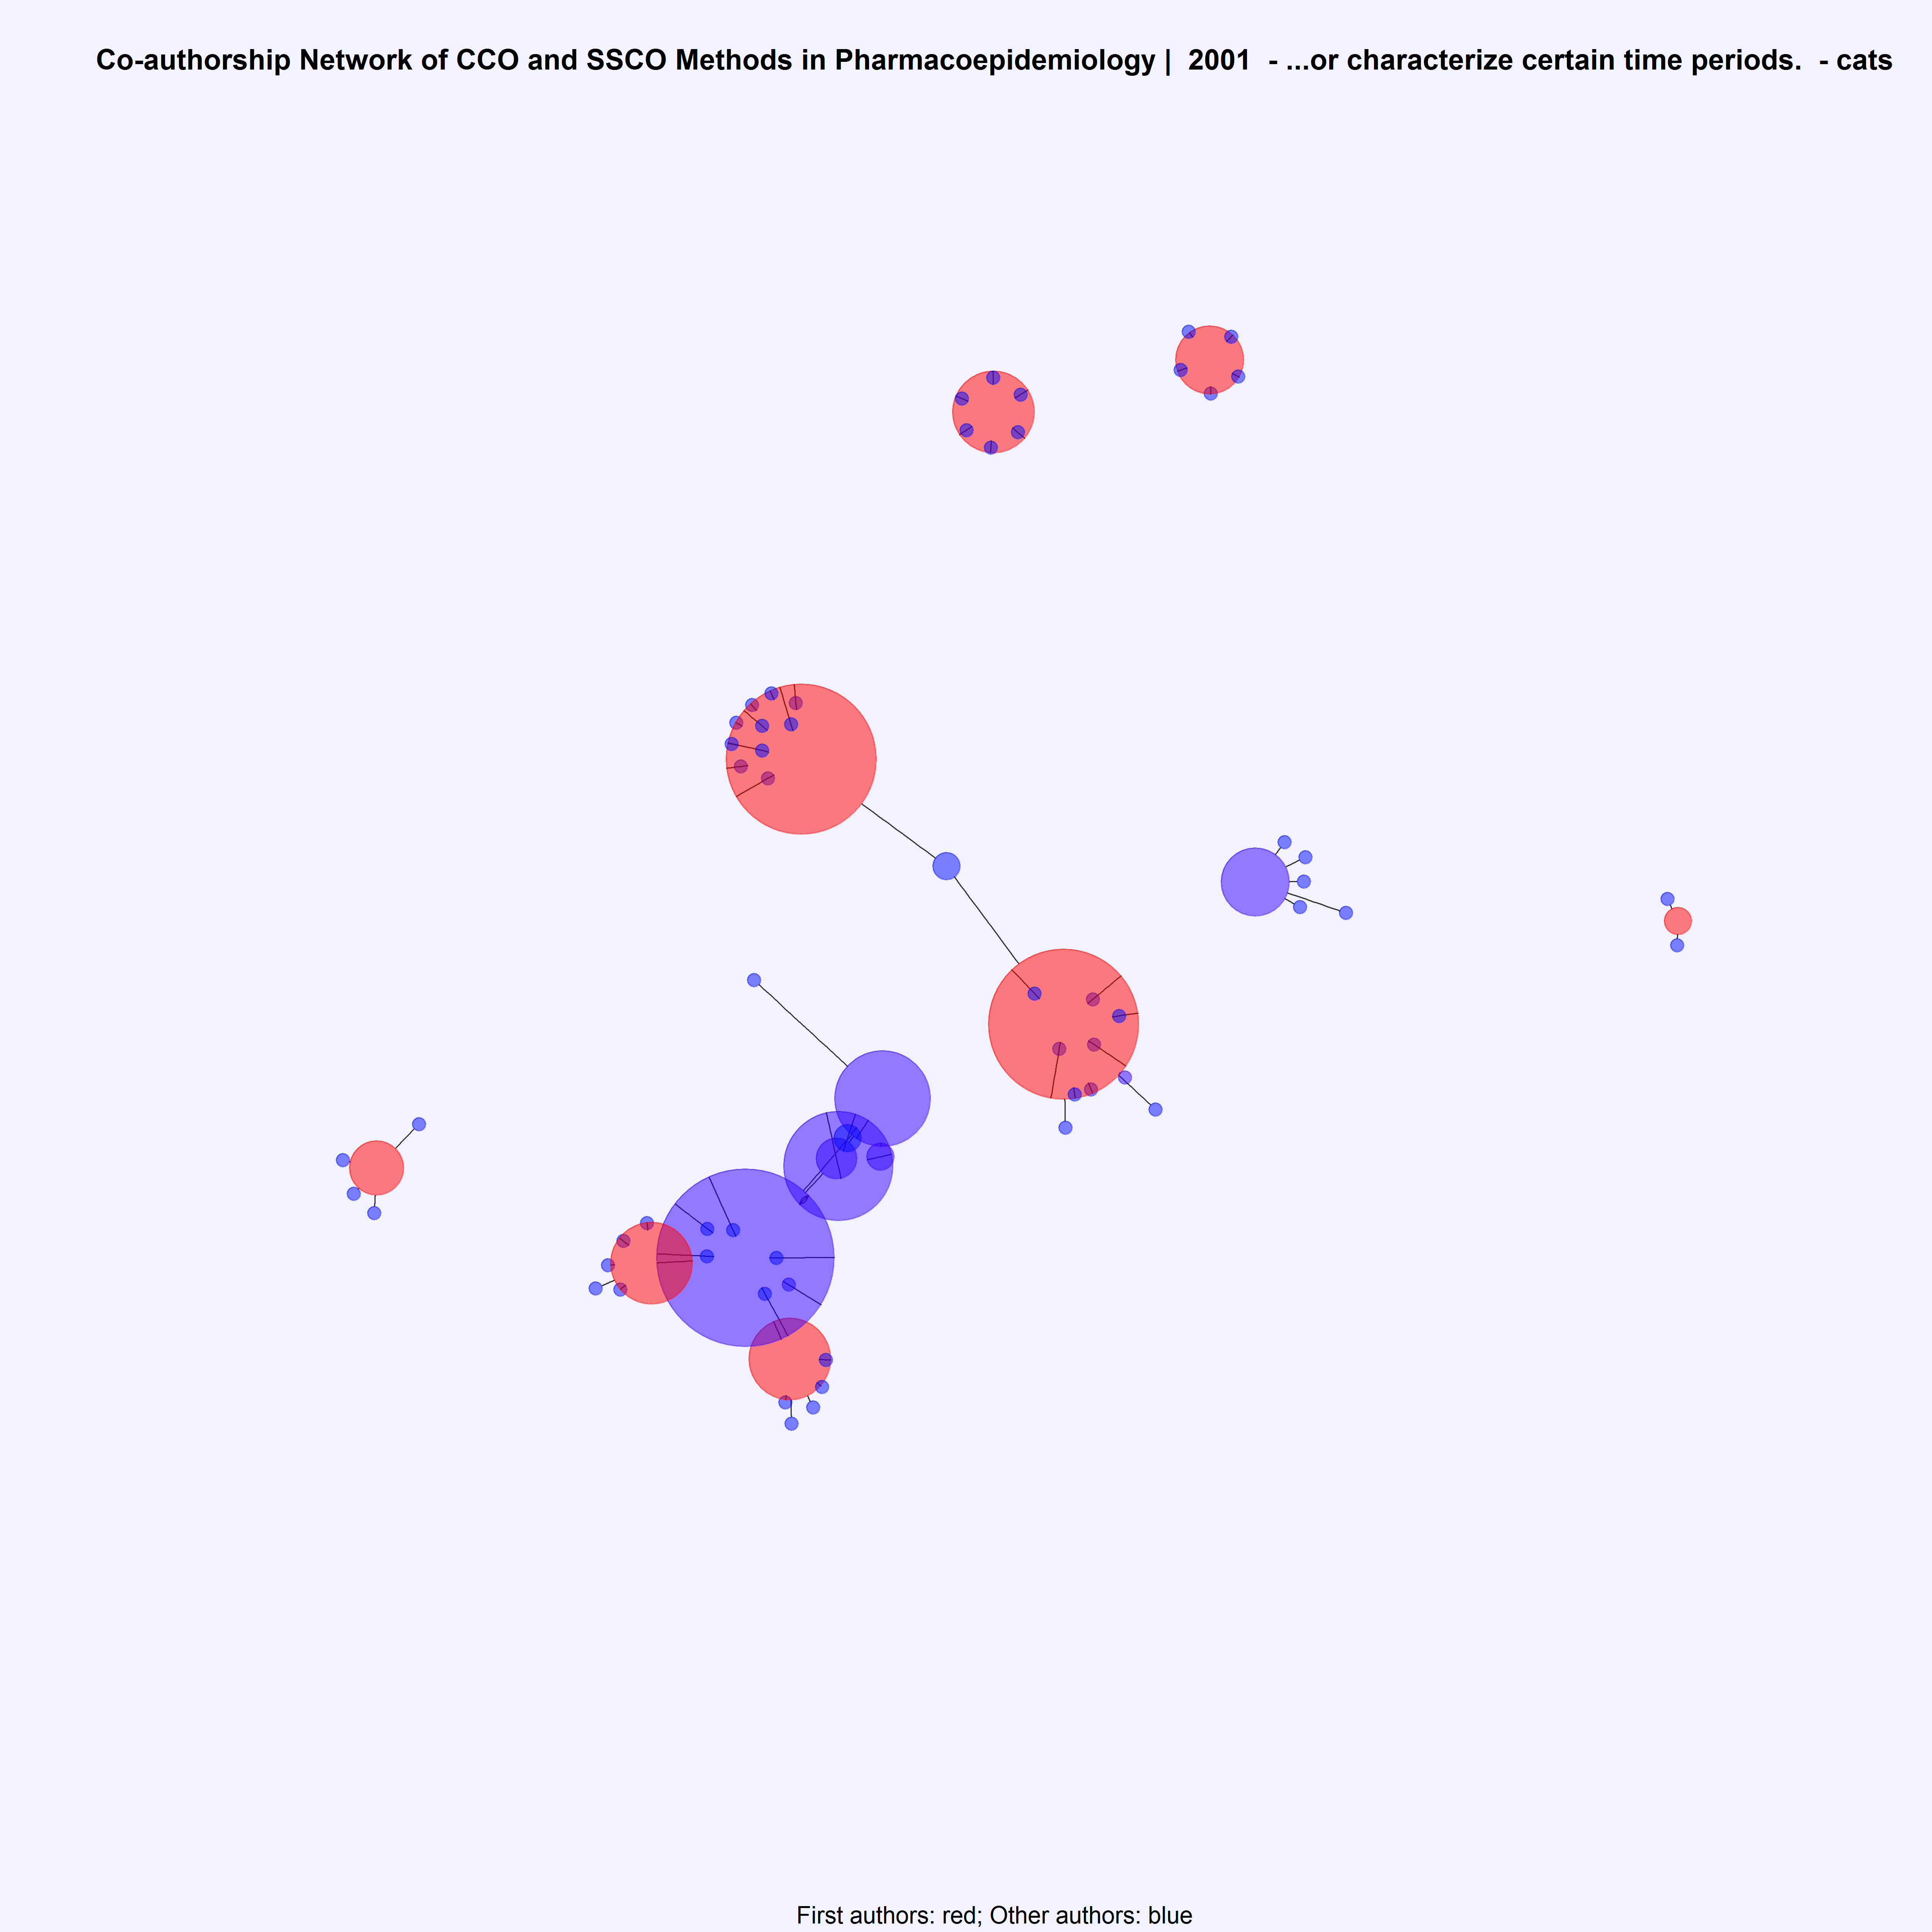 Co-authorship Network of CCO and SSCO Methods in Pharmacoepidemiology |  2001  - ...or characterize certain time periods.  - cats
First authors: red; Other authors: blue